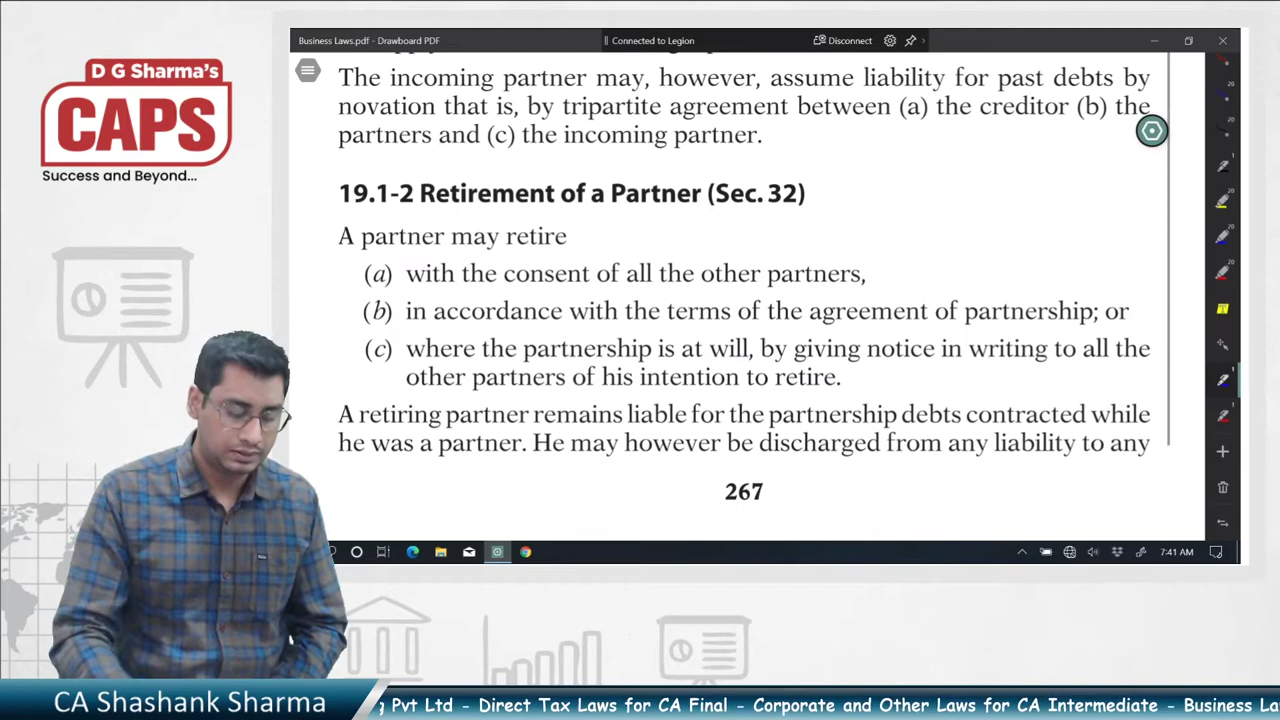 D G Sharma's
CAPS
Success and Beyond...
Business Laws.pdf - Drawboard PDF
Connected to Legion
Disconnect
The incoming partner may, however, assume liability for past debts by
novation that is, by tripartite agreement between (a) the creditor (b) the
partners and (c) the incoming partner.
19.1-2 Retirement of a Partner (Sec. 32)
A partner may retire
(a) with the consent of all the other partners,
(b) in accordance with the terms of the agreement of partnership; or
(c) where the partnership is at will, by giving notice in writing to all the
other partners of his intention to retire.
A retiring partner remains liable for the partnership debts contracted while
he was a partner. He may however be discharged from any liability to any
267
7:41 AM
CA Shashank Sharma
g Pvt Ltd - Direct Tax Laws for CA Final - Corporate and Other Laws for CA Intermediate - Business La